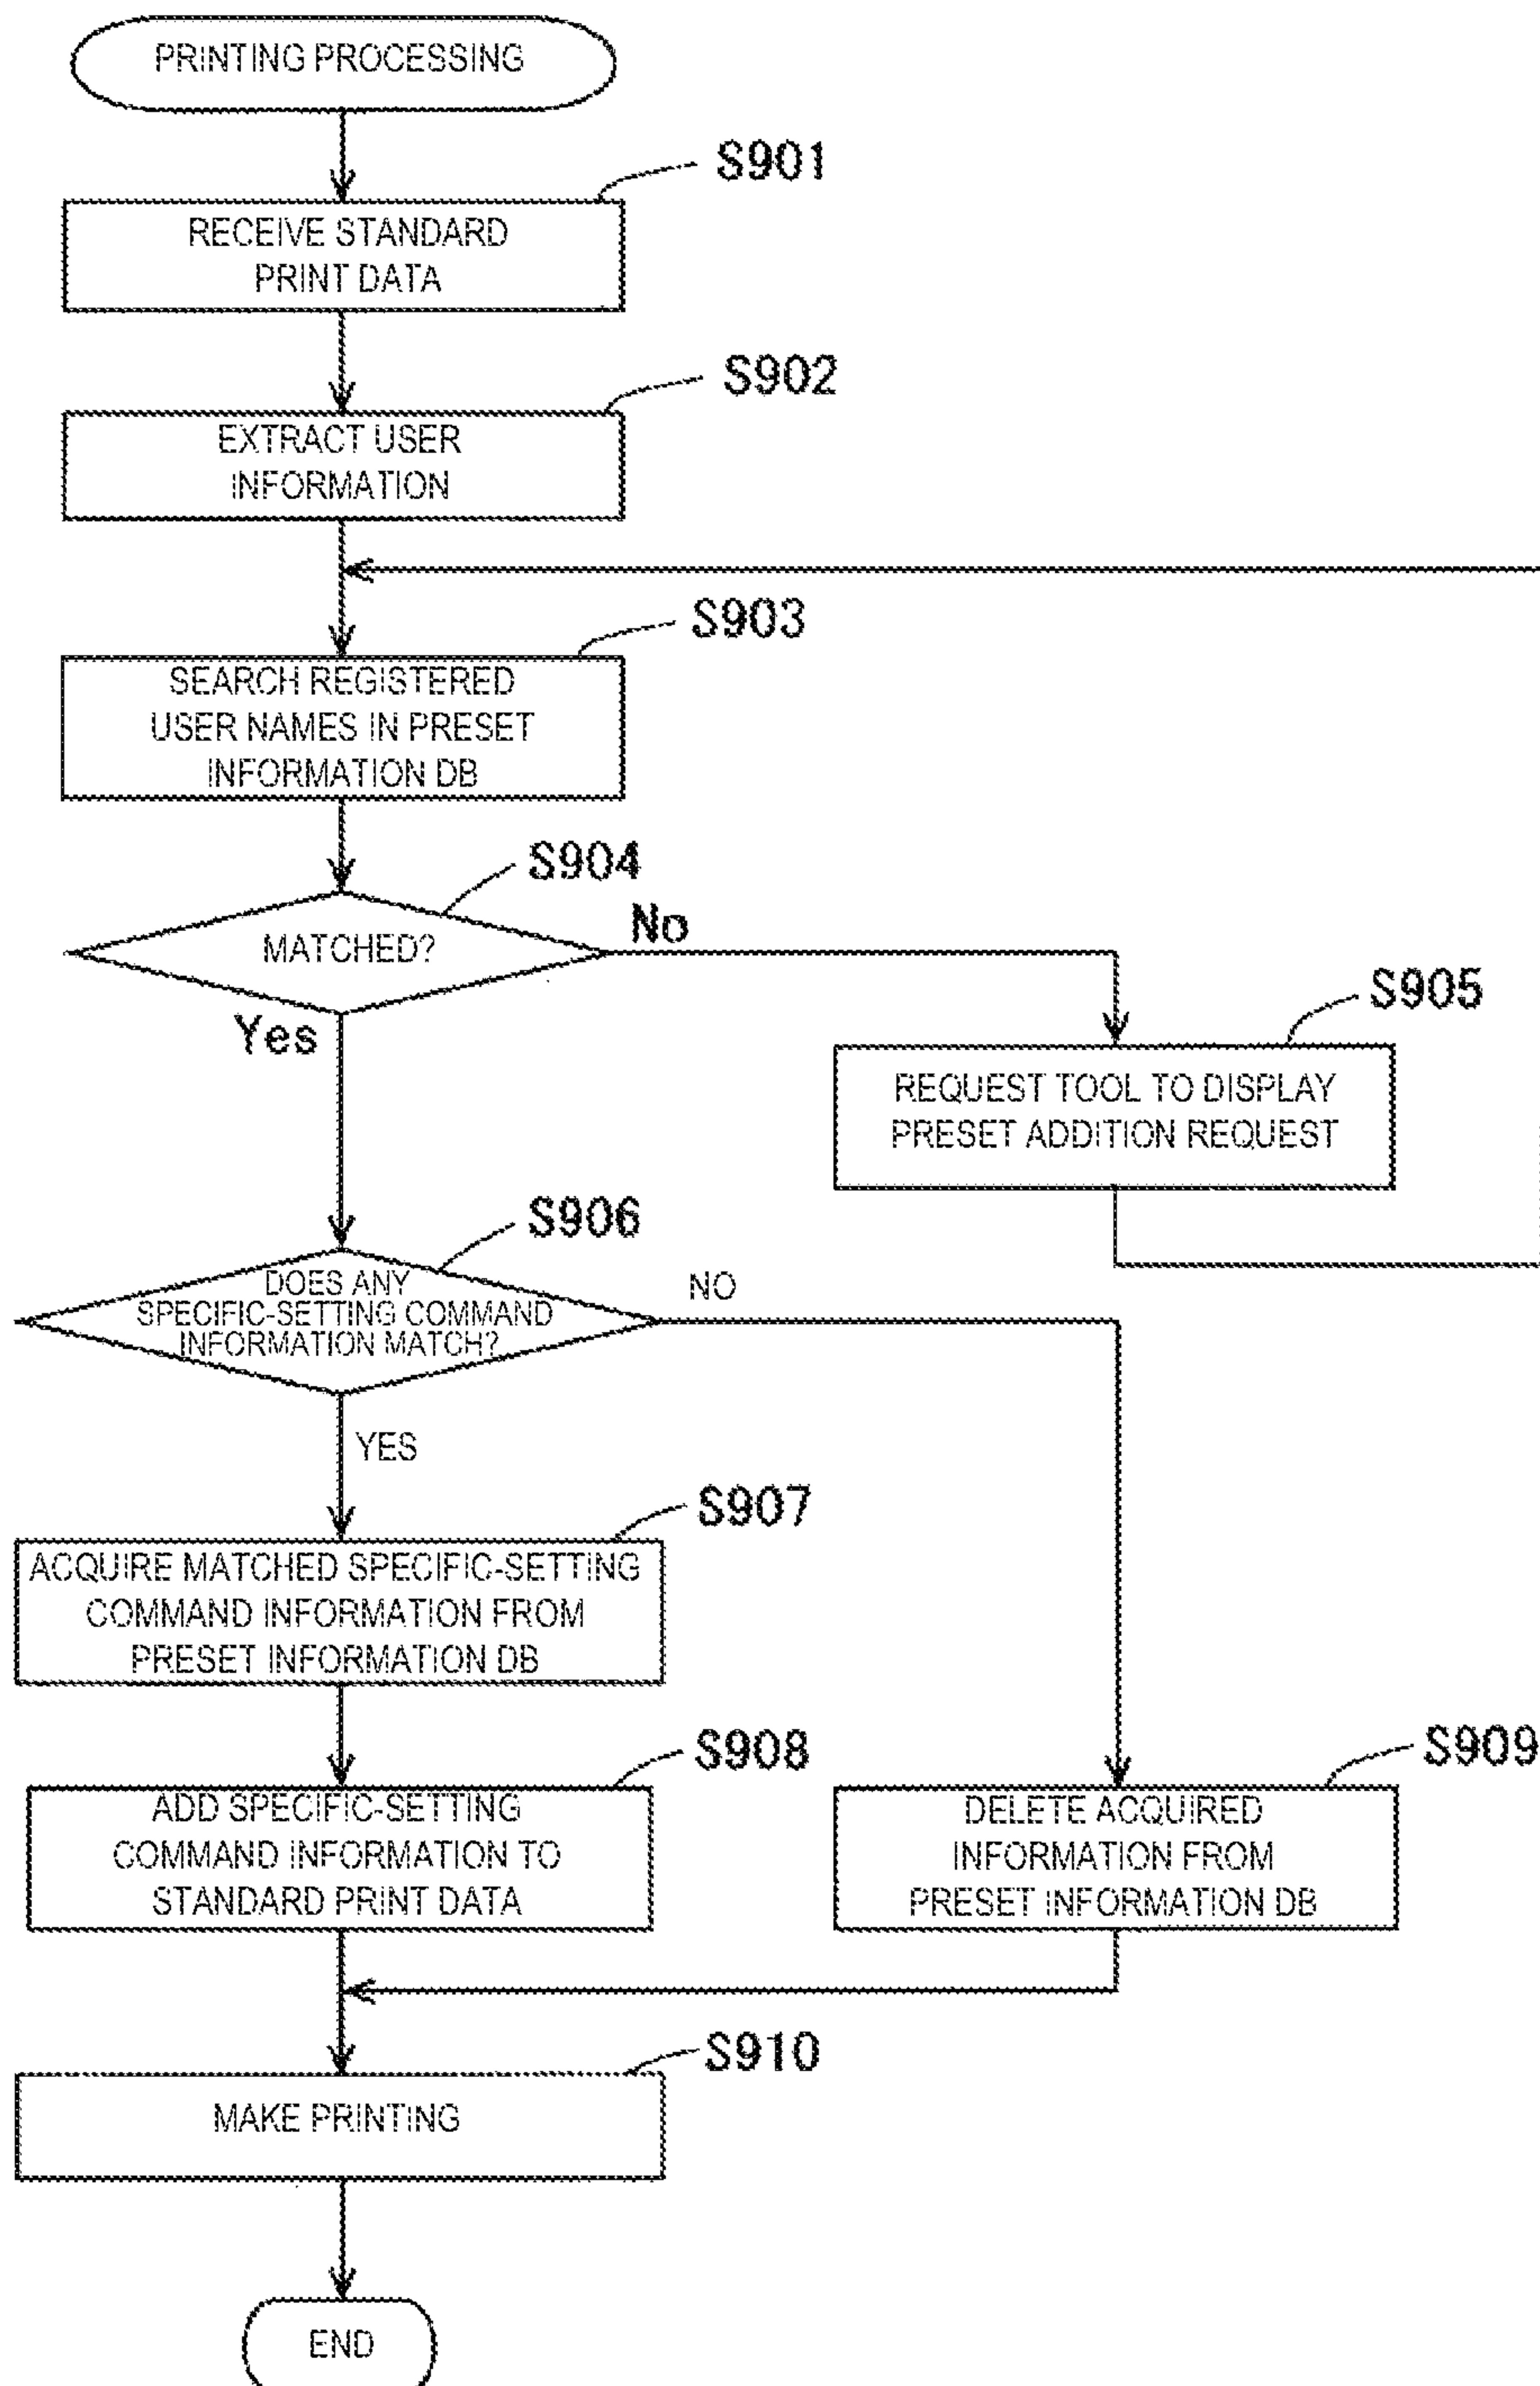 PRINTING PROCESSING
S901
RECEIVE STANDARD
PRINT DATA
S902
EXTRACT USER
INFORMATION
S903
SEARCH REGISTERED
USER NAMES IN PRESET
INFORMATION DB
S904
MATCHED?
No
Yes
S905
REQUEST TOOL TO DISPLAY
PRESET ADDITION REQUEST
S906
DOES ANY
SPECIFIC-SETTING COMMAND
INFORMATION MATCH?
NO
YES
S907
ACQUIRE MATCHED SPECIFIC-SETTING
COMMAND INFORMATION FROM
PRESET INFORMATION DB
S908
ADD SPECIFIC-SETTING
COMMAND INFORMATION TO
STANDARD PRINT DATA
S909
DELETE ACQUIRED
INFORMATION FROM
PRESET INFORMATION DB
S910
MAKE PRINTING
END